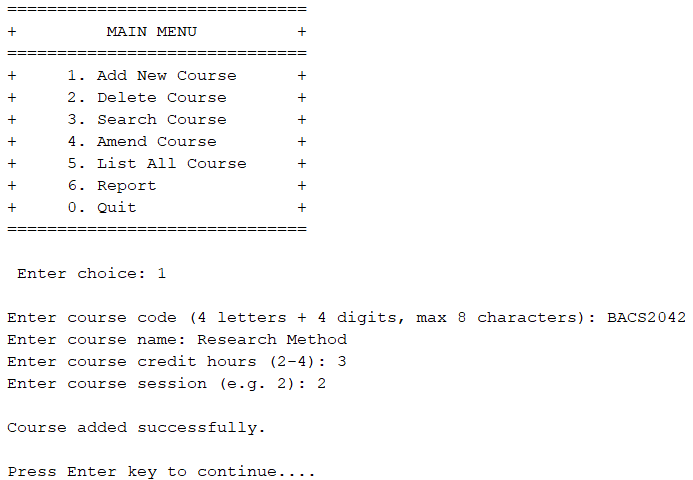 ==============================
+         MAIN MENU          +
==============================
+     1. Add New Course      +
+     2. Delete Course       +
+     3. Search Course       +
+     4. Amend Course        +
+     5. List All Course     +
+     6. Report              +
+     0. Quit                +
==============================
Enter choice: 1
Enter course code (4 letters + 4 digits, max 8 characters): BACS2042
Enter course name: Research Method
Enter course credit hours (2-4): 3
Enter course session (e.g. 2): 2
Course added successfully.
Press Enter key to continue....